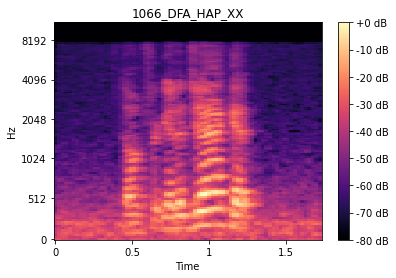 1066_DFA_HAP_XX
8192
4096
2048
1024
512
0
Hz
0
0.5
1
1.5
Time
+0 dB
-10 dB
-20 dB
-30 dB
-40 dB
-50 dB
-60 dB
-70 dB
-80 dB